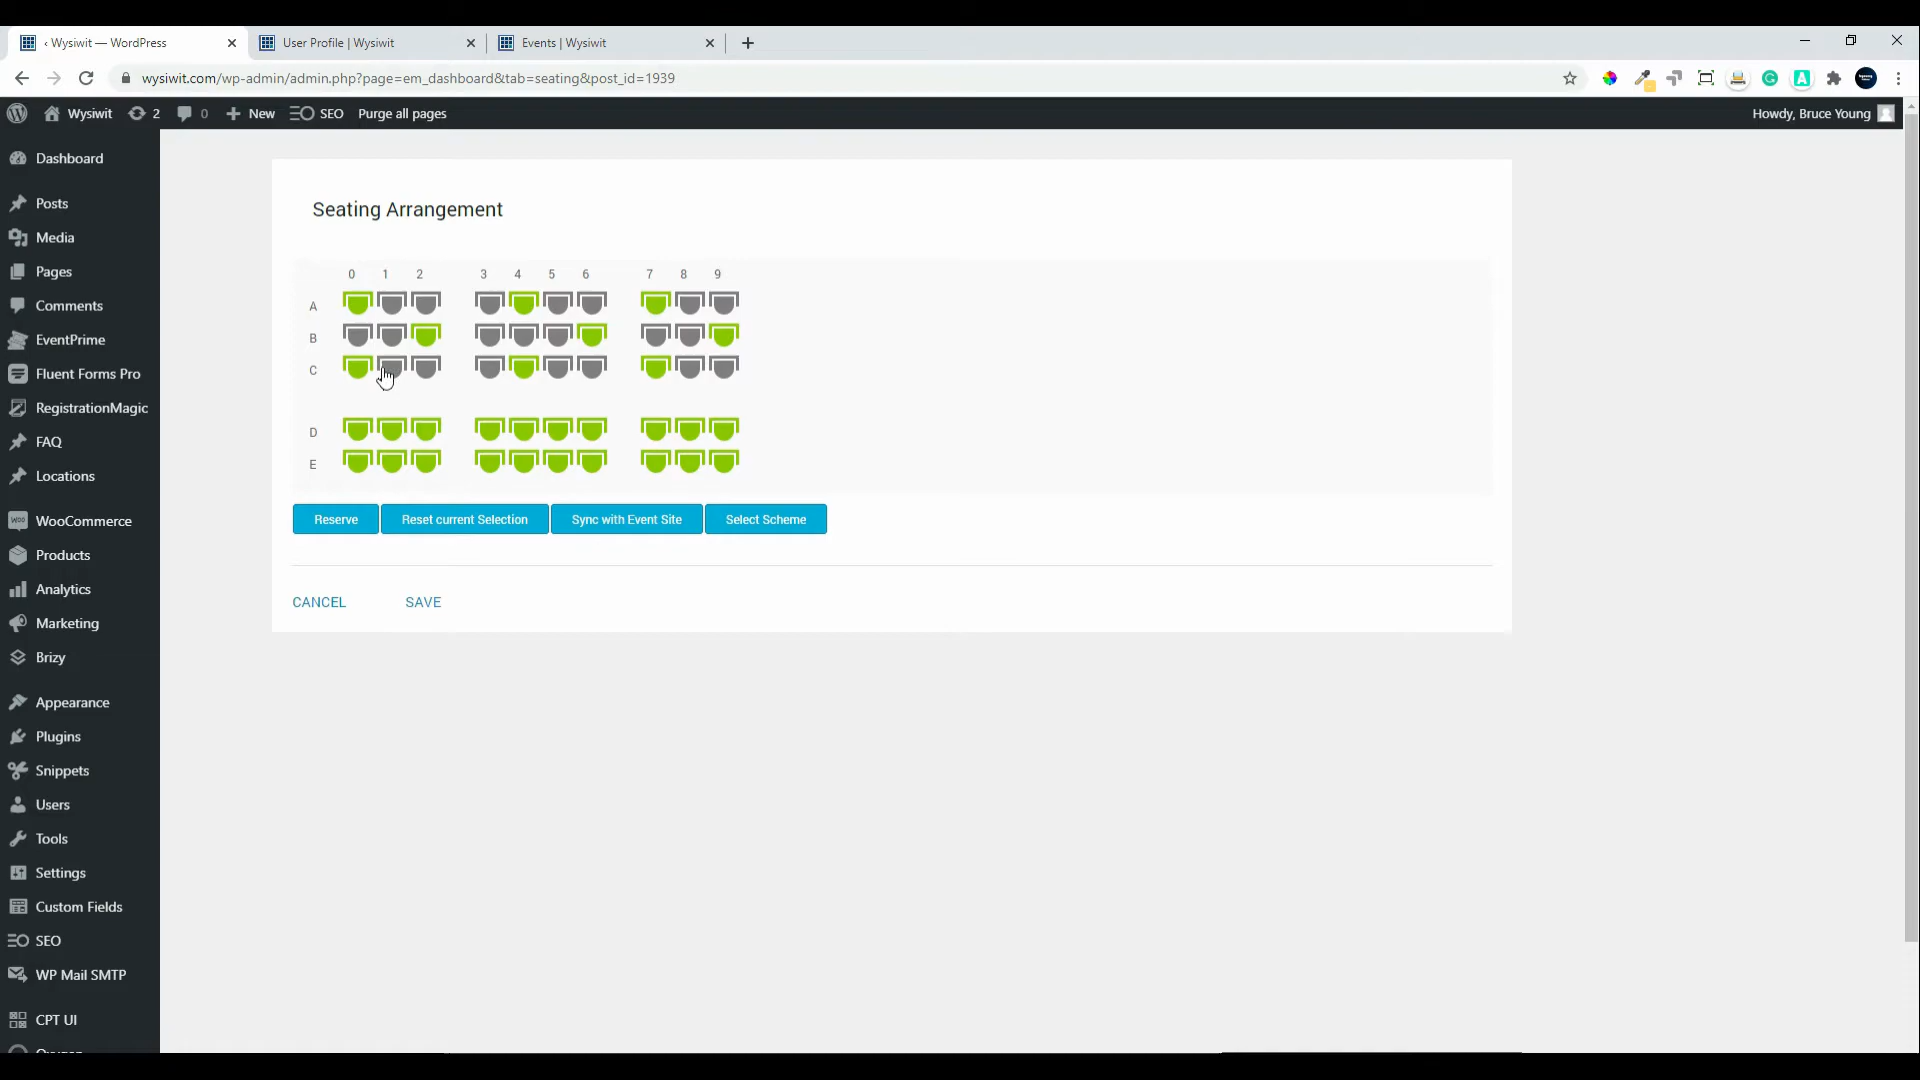 ‹ Wysiwit — WordPress
User Profile | Wysiwit
Events | Wysiwit
wysiwit.com/wp-admin/admin.php?page=em_dashboard&tab=seating&post_id=1939
Wysiwit 2 0 New SEO Purge all pages Howdy, Bruce Young
Dashboard
Posts
Media
Pages
Comments
EventPrime
Fluent Forms Pro
RegistrationMagic
FAQ
Locations
WooCommerce
Products
Analytics
Marketing
Brizy
Appearance
Plugins
Snippets
Users
Tools
Settings
Custom Fields
SEO
WP Mail SMTP
CPT UI
Seating Arrangement
0 1 2 3 4 5 6 7 8 9
A
B
C
D
E
Reserve Reset current Selection Sync with Event Site Select Scheme
CANCEL SAVE